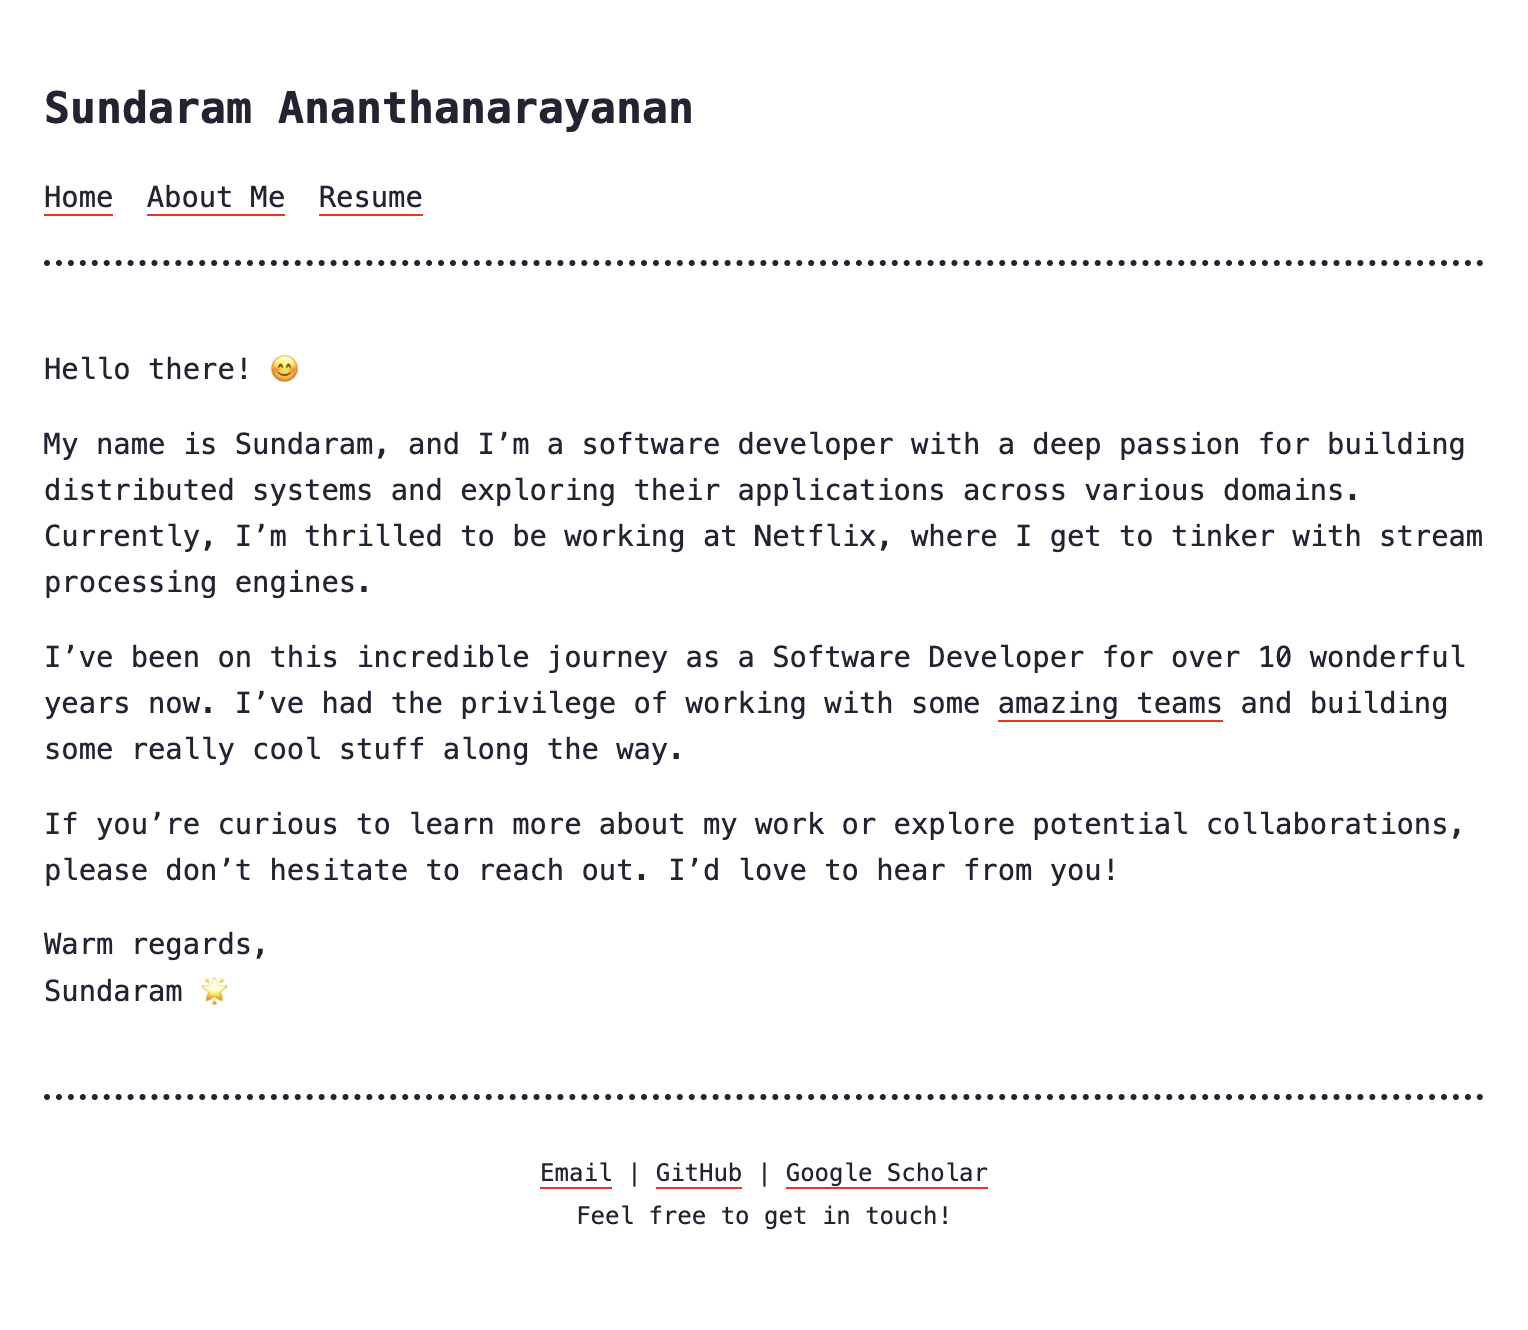 Sundaram Ananthanarayanan
Home About Me Resume
Hello there! 😊
My name is Sundaram, and I’m a software developer with a deep passion for building
distributed systems and exploring their applications across various domains.
Currently, I’m thrilled to be working at Netflix, where I get to tinker with stream
processing engines.
I’ve been on this incredible journey as a Software Developer for over 10 wonderful
years now. I’ve had the privilege of working with some amazing teams and building
some really cool stuff along the way.
If you’re curious to learn more about my work or explore potential collaborations,
please don’t hesitate to reach out. I’d love to hear from you!
Warm regards,
Sundaram 🌟
Email | GitHub | Google Scholar
Feel free to get in touch!